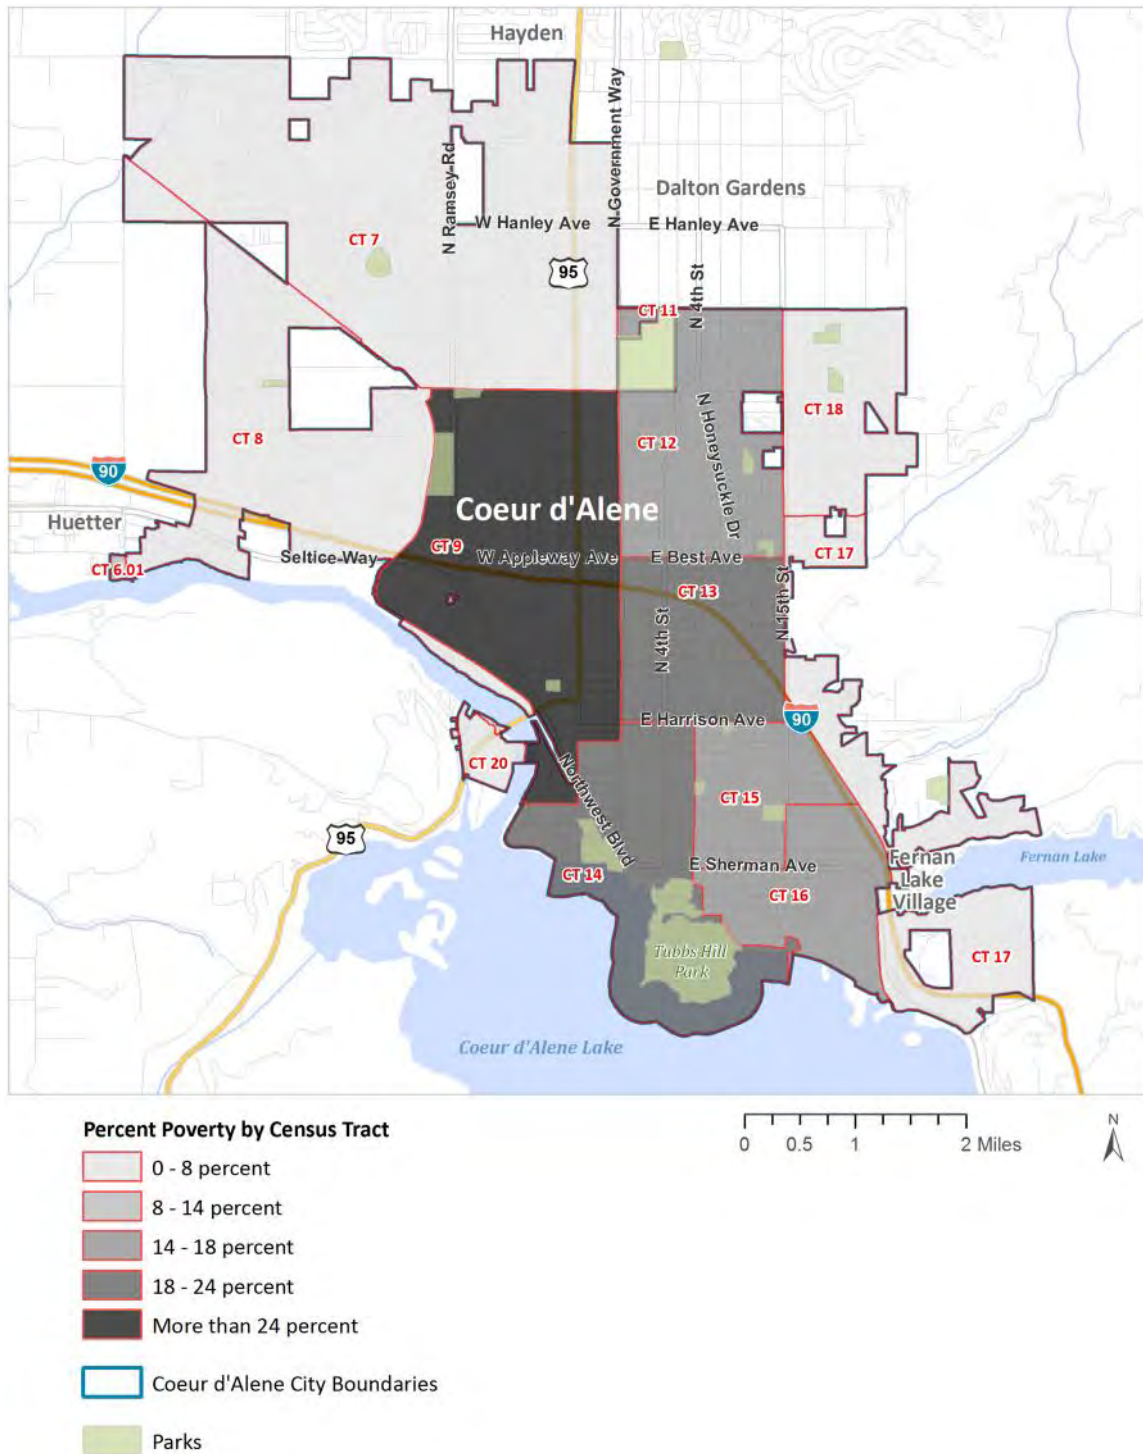 Hayden
N Government Way
N Ramsey Rd
Dalton Gardens
W Hanley Ave
E Hanley Ave
CT 7
95
N 4th St
CT 11
N Honeysuckle Dr
CT 18
CT 8
CT 12
90
Coeur d'Alene
Huetter
CT 9
Seltice Way
W Appleway Ave
E Best Ave
CT 17
CT 6.01
CT 13
N 15th St
N 4th St
E Harrison Ave
90
CT 20
Northwest Blvd
CT 15
95
E Sherman Ave
Fernan
Lake
Village
Fernan Lake
CT 14
CT 16
Tubbs Hill
Park
CT 17
Coeur d'Alene Lake
Percent Poverty by Census Tract
0 - 8 percent
8 - 14 percent
14 - 18 percent
18 - 24 percent
More than 24 percent
Coeur d'Alene City Boundaries
Parks
0 0.5 1 2 Miles
N